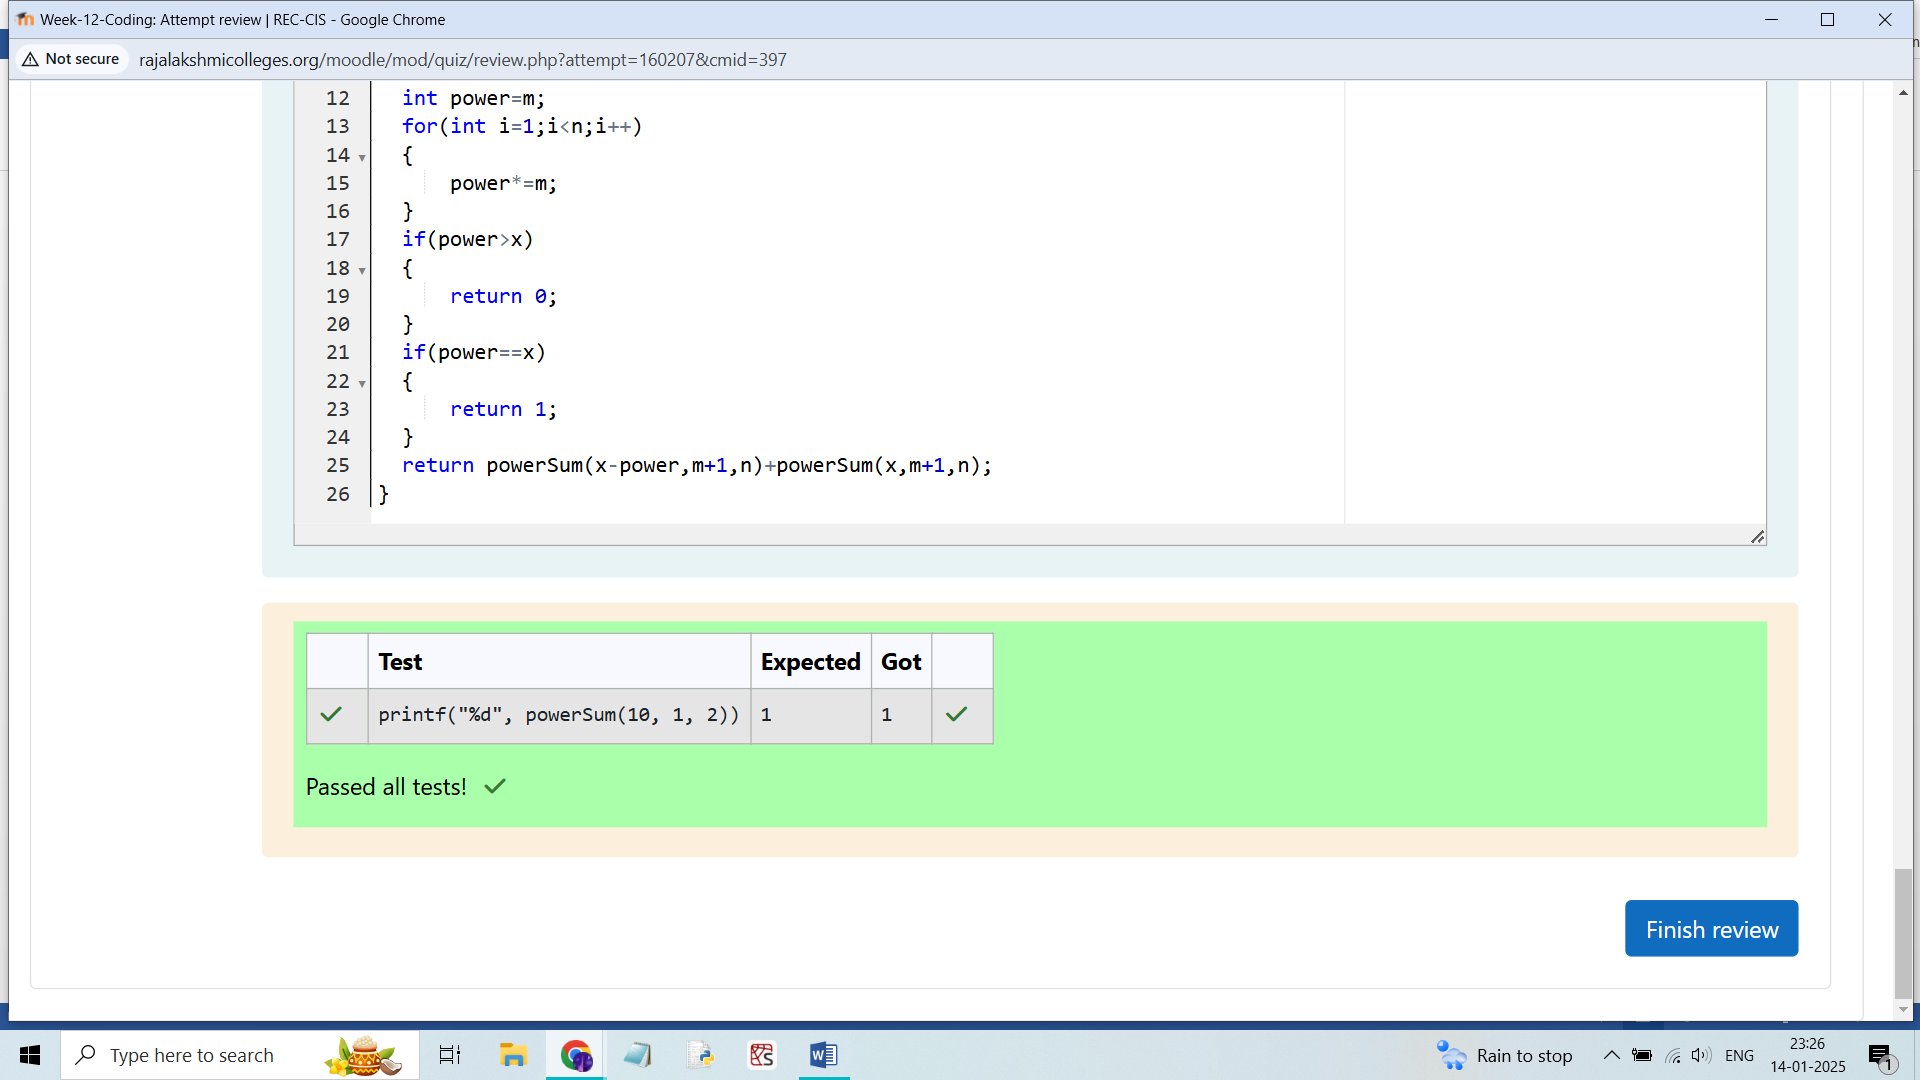 Week-12-Coding: Attempt review | REC-CIS - Google Chrome
Not secure rajalakshmicolleges.org/moodle/mod/quiz/review.php?attempt=160207&cmid=397
12 int power=m;
13 for(int i=1;i<n;i++)
14 {
15 power*=m;
16 }
17 if(power>x)
18 {
19 return 0;
20 }
21 if(power==x)
22 {
23 return 1;
24 }
25 return powerSum(x-power,m+1,n)+powerSum(x,m+1,n);
26 }
Test Expected Got
printf("%d", powerSum(10, 1, 2)) 1 1
Passed all tests!
Finish review
Type here to search
Rain to stop
ENG
23:26
14-01-2025
1